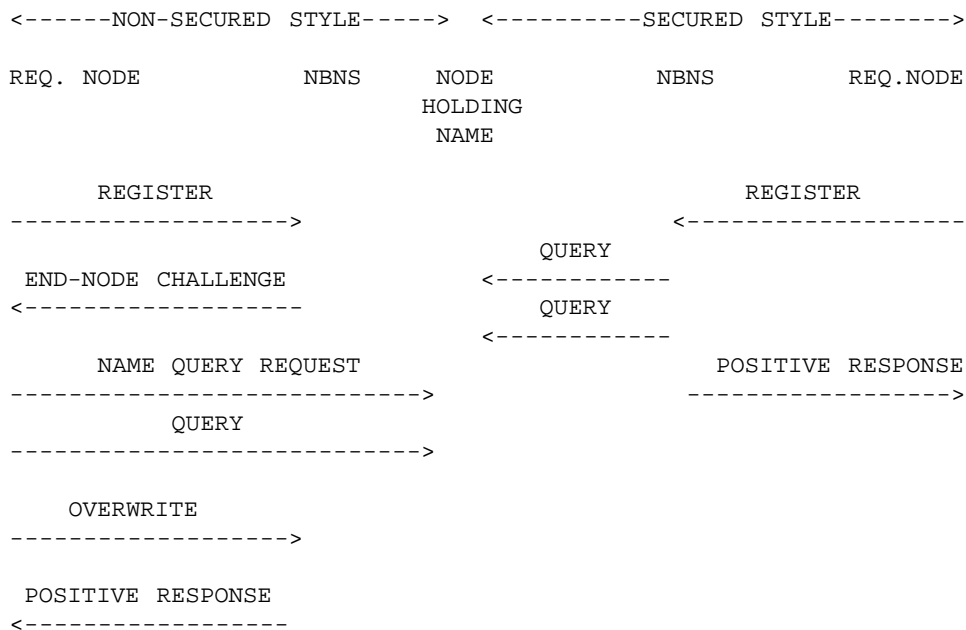 <------NON-SECURED STYLE-----> <----------SECURED STYLE-------->
REQ. NODE NBNS NODE NBNS REQ.NODE
HOLDING
NAME
REGISTER REGISTER
-------------------> <-------------------
QUERY
END-NODE CHALLENGE <------------
<------------------- QUERY
<------------
NAME QUERY REQUEST POSITIVE RESPONSE
----------------------------> ------------------>
QUERY
---------------------------->
OVERWRITE
------------------->
POSITIVE RESPONSE
<------------------